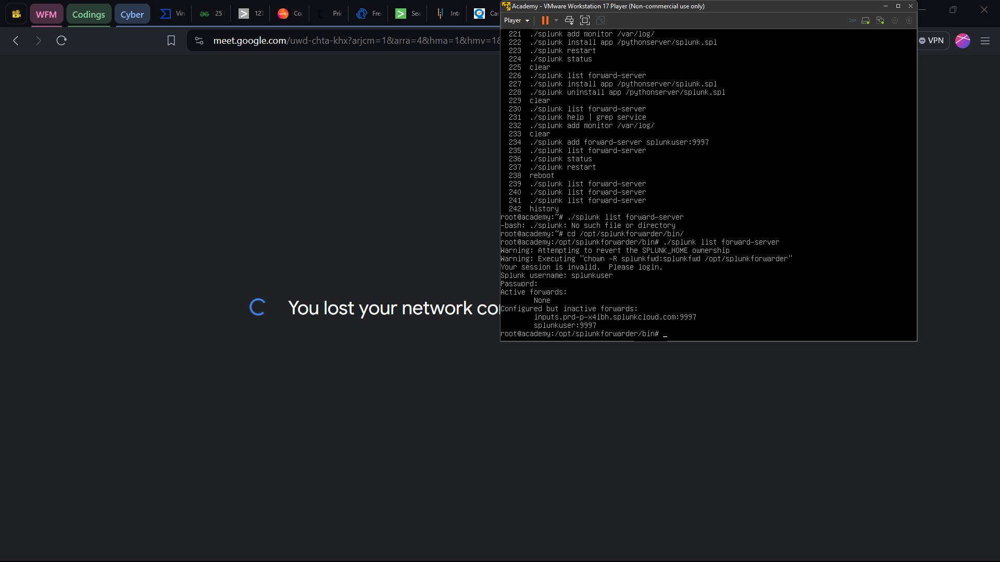 WFM
Codings
Cyber
Viru
25
127
Cou
Pric
Fre
Sea
Intr
Car
meet.google.com/uwd-chta-khx?arjcm=1&arra=4&hma=1&hmv=1&
VPN
Academy - VMware Workstation 17 Player (Non-commercial use only)
Player
221 ./splunk add monitor /var/log/
222 ./splunk install app /pythonserver/splunk.spl
223 ./splunk restart
224 ./splunk status
225 clear
226 ./splunk list forward-server
227 ./splunk install app /pythonserver/splunk.spl
228 ./splunk uninstall app /pythonserver/splunk.spl
229 clear
230 ./splunk list forward-server
231 ./splunk help | grep service
232 ./splunk add monitor /var/log/
233 clear
234 ./splunk add forward-server splunkuser:9997
235 ./splunk list forward-server
236 ./splunk status
237 ./splunk restart
238 reboot
239 ./splunk list forward-server
240 ./splunk list forward-server
241 ./splunk list forward-server
242 history
root@academy:~# ./splunk list forward-server
-bash: ./splunk: No such file or directory
root@academy:~# cd /opt/splunkforwarder/bin/
root@academy:/opt/splunkforwarder/bin# ./splunk list forward-server
Warning: Attempting to revert the SPLUNK_HOME ownership
Warning: Executing "chown -R splunkfwd:splunkfwd /opt/splunkforwarder"
Your session is invalid. Please login.
Splunk username: splunkuser
Password:
Active forwards:
None
Configured but inactive forwards:
inputs.prd-p-x4ibh.splunkcloud.com:9997
splunkuser:9997
root@academy:/opt/splunkforwarder/bin# _
You lost your network co